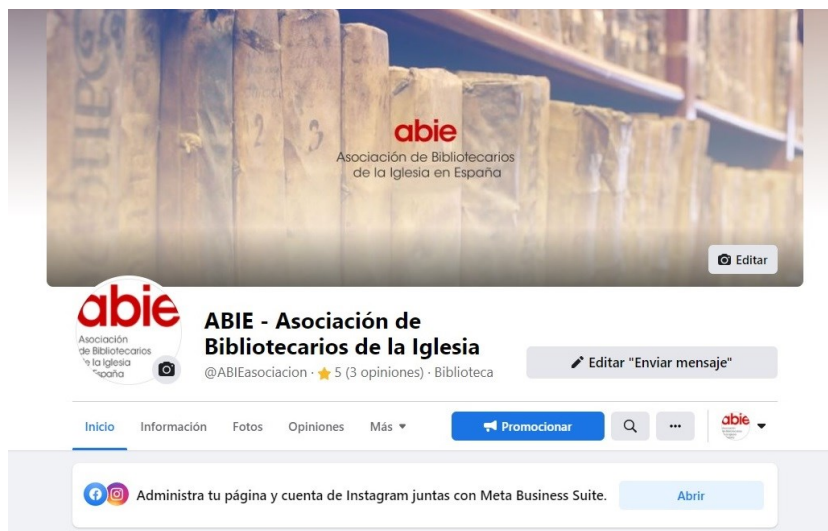 abie
Asociación de Bibliotecarios
de la Iglesia en España
Editar
abie
Asociación
de Bibliotecarios
la Iglesia
España
ABIE - Asociación de
Bibliotecarios de la Iglesia
@ABIEasociacion · 5 (3 opiniones) · Biblioteca
Editar "Enviar mensaje"
Inicio Información Fotos Opiniones Más
Promocionar
abie
Administra tu página y cuenta de Instagram juntas con Meta Business Suite.
Abrir